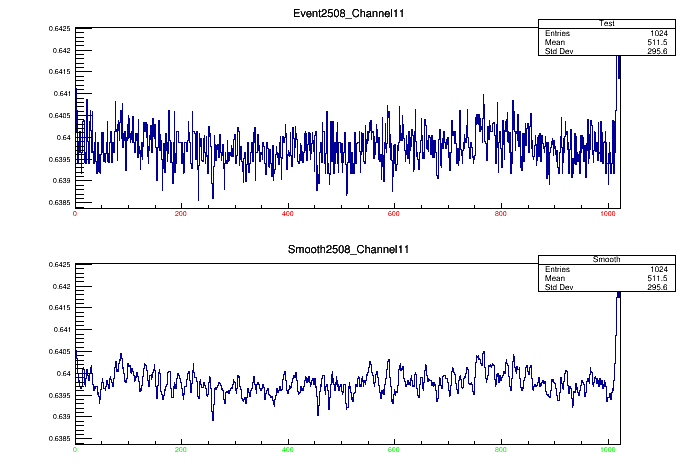 Event2508_Channel11
Test
Entries 1024
Mean 511.5
Std Dev 295.6
0.6425
0.642
0.6415
0.641
0.6405
0.64
0.6395
0.639
0.6385
0 200 400 600 800 1000
Smooth2508_Channel11
Smooth
Entries 1024
Mean 511.5
Std Dev 295.6
0.6425
0.642
0.6415
0.641
0.6405
0.64
0.6395
0.639
0.6385
0 200 400 600 800 1000